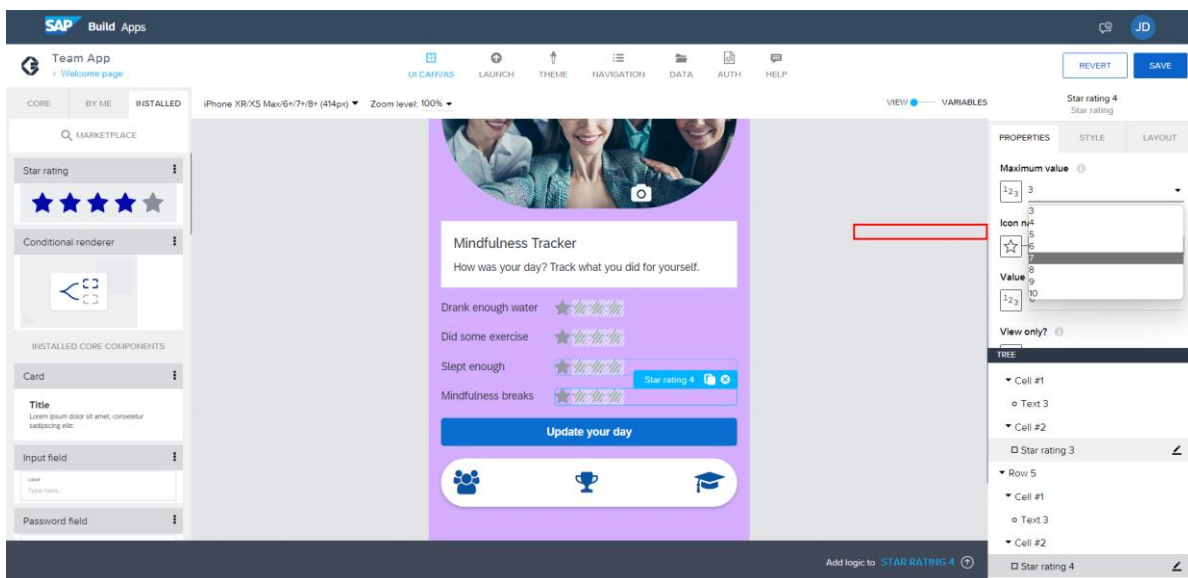 SAP Build Apps
JD
Team App
Welcome page
UI CANVAS LAUNCH THEME NAVIGATION DATA AUTH HELP
REVERT SAVE
CORE BY ME INSTALLED
iPhone XR/XS Max/6+/7+/8+ (414px) Zoom level: 100%
VIEW VARIABLES
Star rating 4
Star rating
MARKETPLACE
PROPERTIES STYLE LAYOUT
Star rating
Maximum value
123 3
3
4
5
6
7
8
9
10
Icon
Value
123
View only?
Conditional renderer
Mindfulness Tracker
How was your day? Track what you did for yourself.
Drank enough water
Did some exercise
Slept enough
Star rating 4
Mindfulness breaks
Update your day
INSTALLED CORE COMPONENTS
Card
Title
Lorem ipsum dolor sit amet, consetetur
sadipscing elitr.
Input field
Label
Type here...
Password field
TREE
Cell #1
Text 3
Cell #2
Star rating 3
Row 5
Cell #1
Text 3
Cell #2
Star rating 4
Add logic to STAR RATING 4